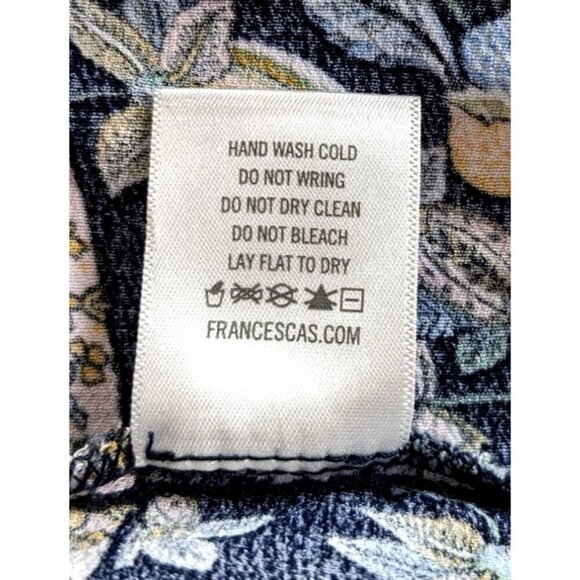 HAND WASH COLD
DO NOT WRING
DO NOT DRY CLEAN
DO NOT BLEACH
LAY FLAT TO DRY
FRANCESCAS.COM